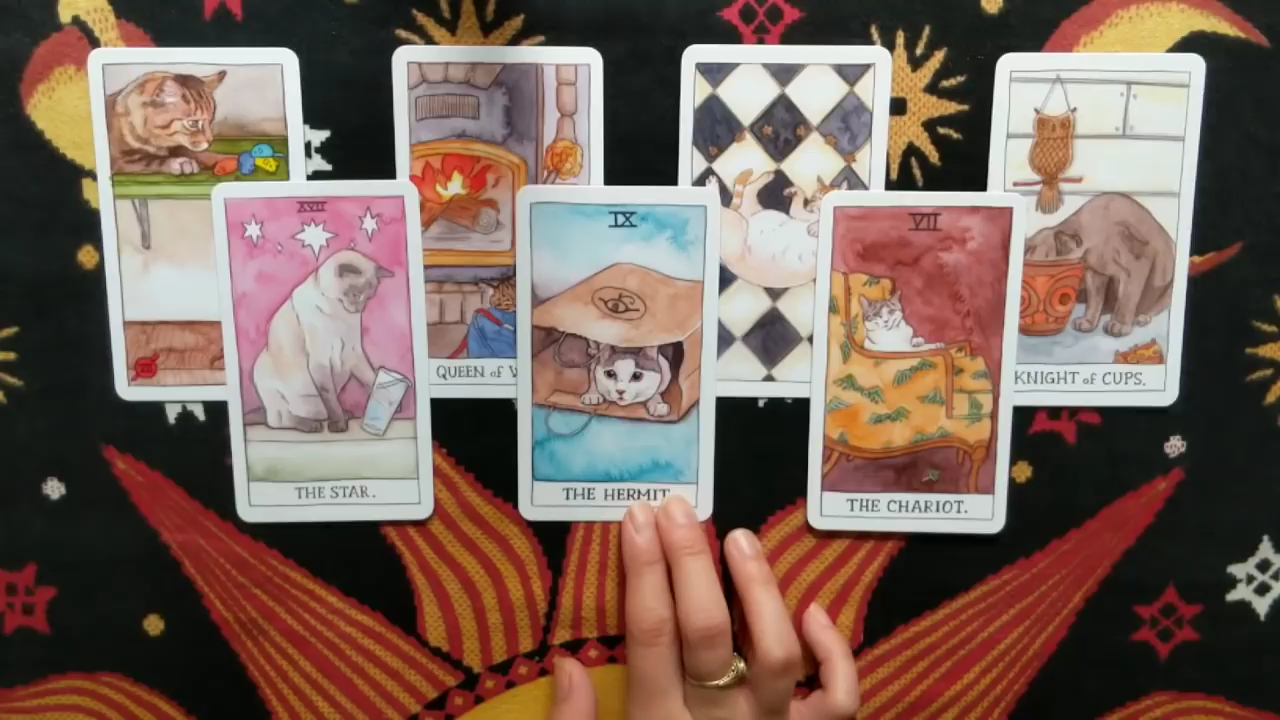 QUEEN of
KNIGHT of CUPS.
XVII
THE STAR.
IX
THE HERMIT.
VII
THE CHARIOT.